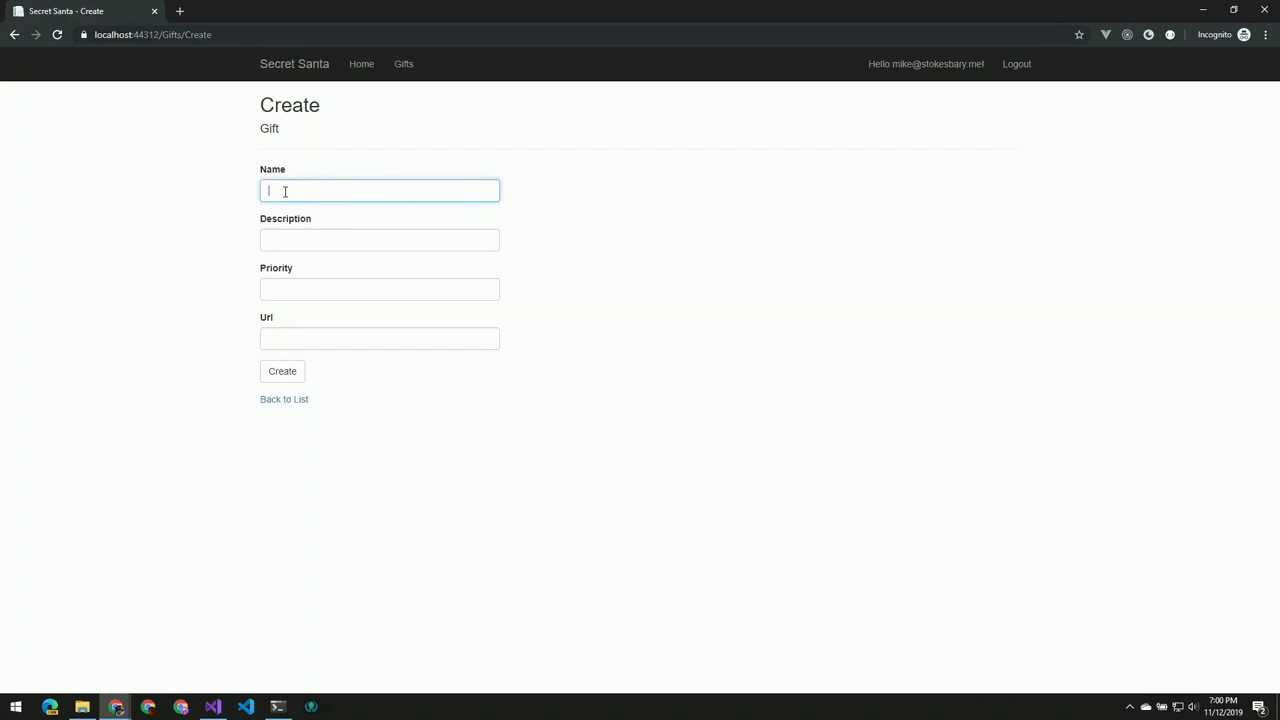 Secret Santa - Create
localhost:44312/Gifts/Create
Incognito
Secret Santa Home Gifts Hello mike@stokesbary.me! Logout
Create
Gift
Name
Description
Priority
Url
Create
Back to List
7:00 PM
11/12/2019
2